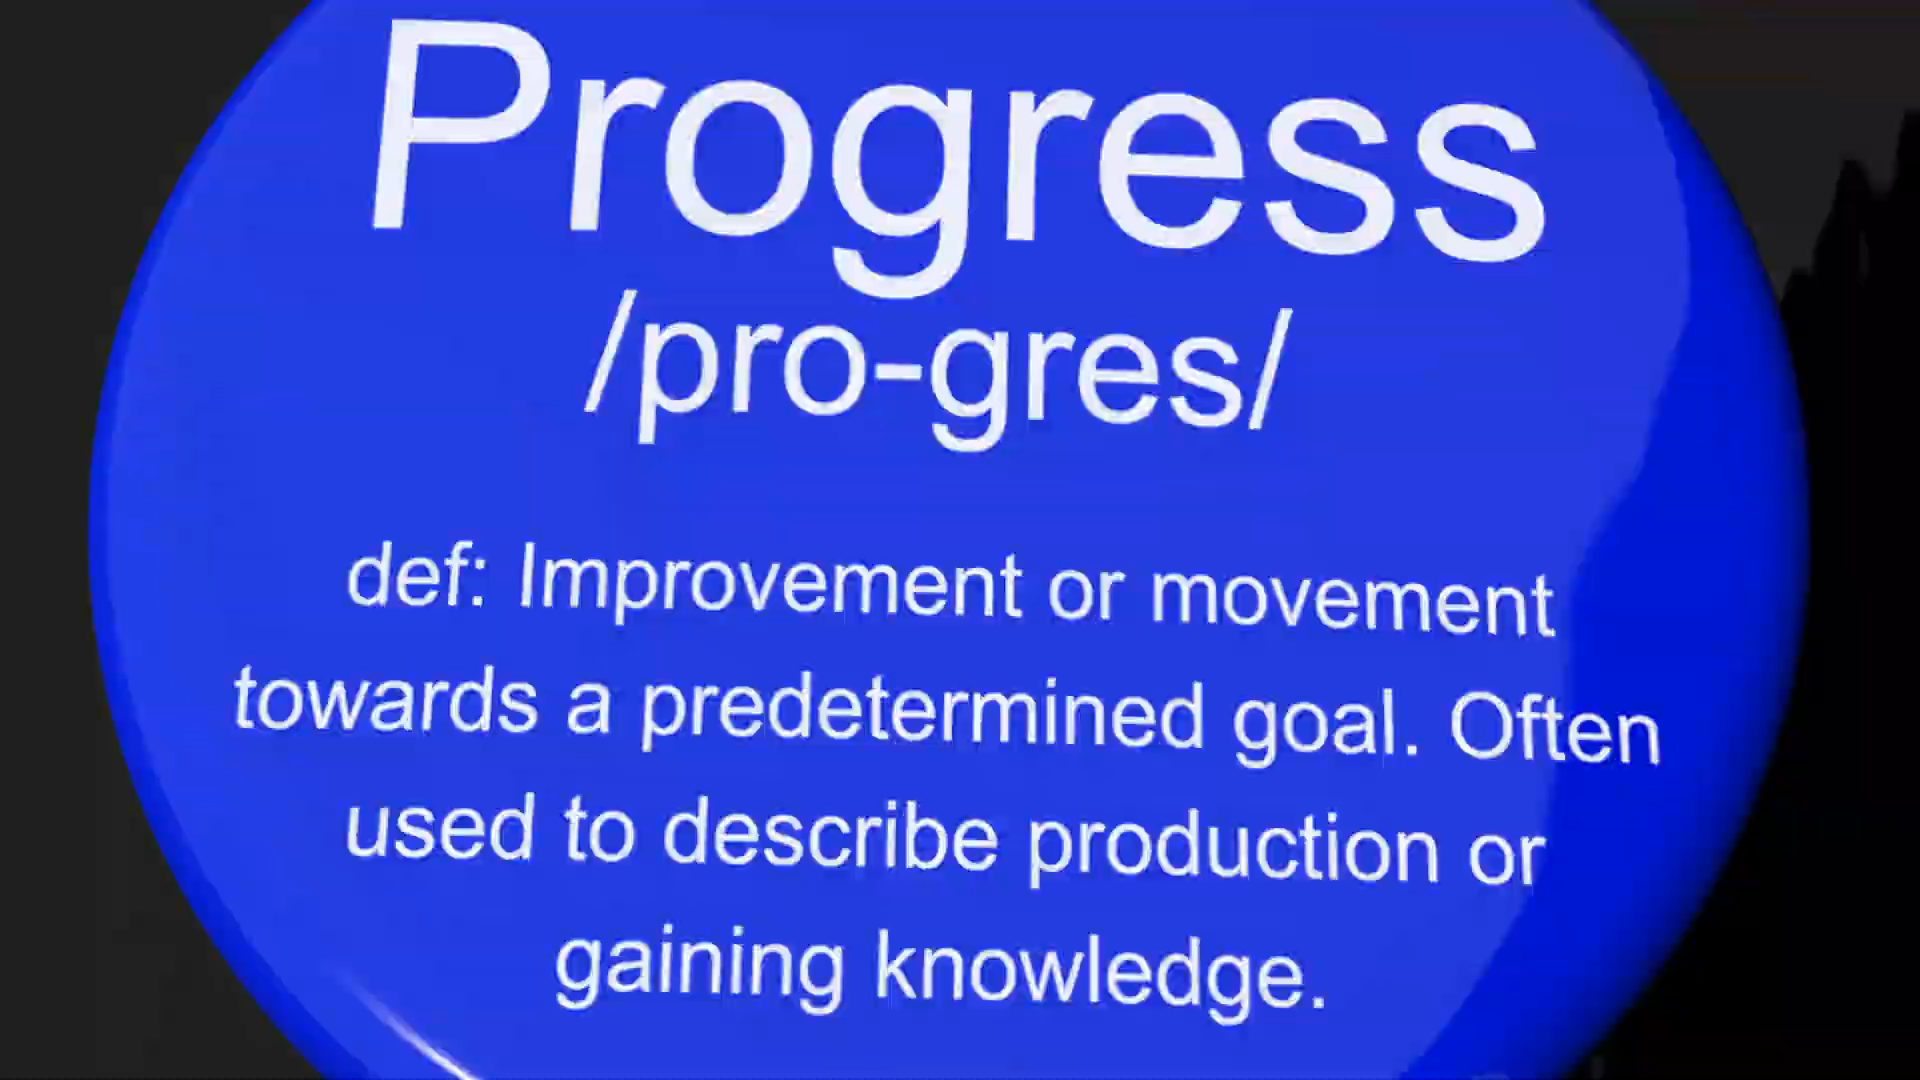 Progress
/pro-gres/
def: Improvement or movement
towards a predetermined goal. Often
used to describe production or
gaining knowledge.